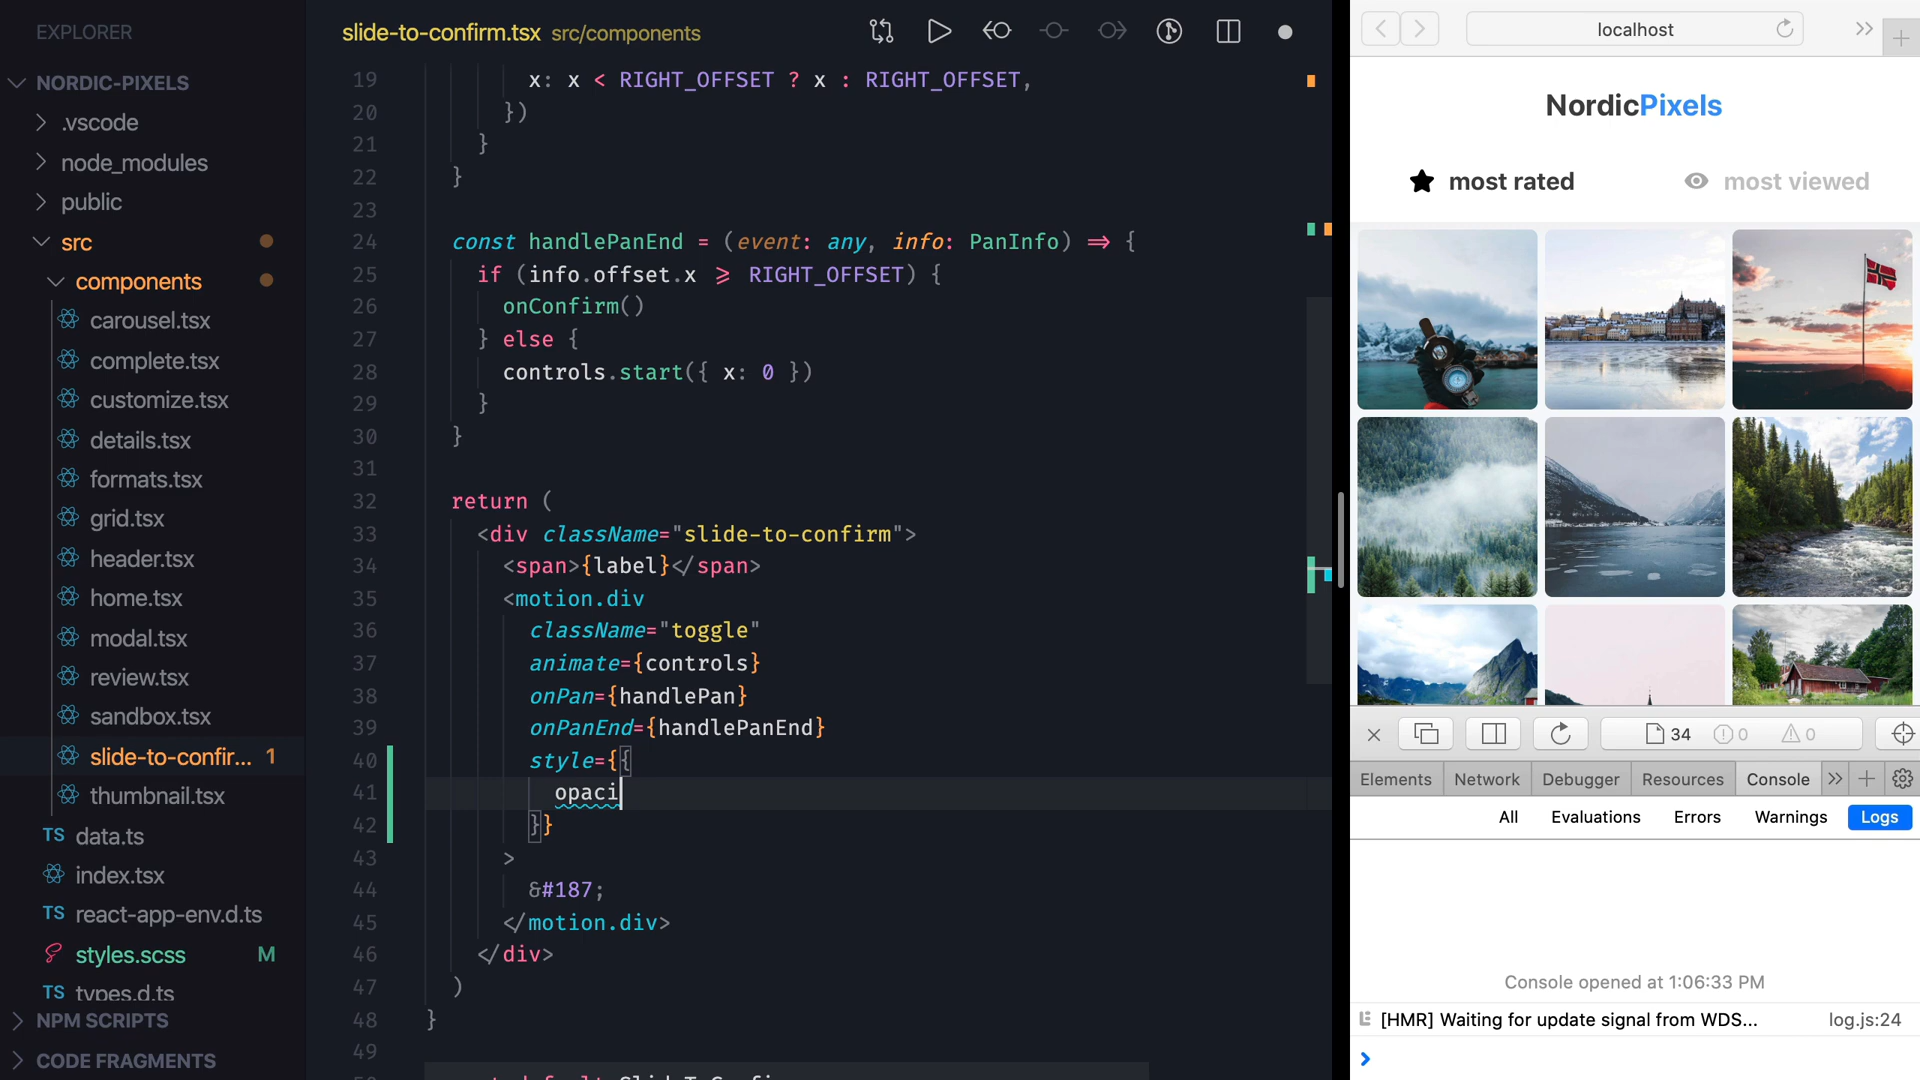 EXPLORER
NORDIC-PIXELS
.vscode
node_modules
public
src
components
carousel.tsx
complete.tsx
customize.tsx
details.tsx
formats.tsx
grid.tsx
header.tsx
home.tsx
modal.tsx
review.tsx
sandbox.tsx
slide-to-confir... 1
thumbnail.tsx
TS data.ts
index.tsx
TS react-app-env.d.ts
styles.scss M
TS types.d.ts
NPM SCRIPTS
CODE FRAGMENTS
slide-to-confirm.tsx src/components
19 x: x < RIGHT_OFFSET ? x : RIGHT_OFFSET,
20 })
21 }
22 }
23
24 const handlePanEnd = (event: any, info: PanInfo) => {
25 if (info.offset.x >= RIGHT_OFFSET) {
26 onConfirm()
27 } else {
28 controls.start({ x: 0 })
29 }
30 }
31
32 return (
33 <div className="slide-to-confirm">
34 <span>{label}</span>
35 <motion.div
36 className="toggle"
37 animate={controls}
38 onPan={handlePan}
39 onPanEnd={handlePanEnd}
40 style={{
41 opaci
42 }}
43 >
44 &#187;
45 </motion.div>
46 </div>
47 )
48 }
49
localhost
NordicPixels
most rated
most viewed
34 0 0
Elements Network Debugger Resources Console
All Evaluations Errors Warnings Logs
Console opened at 1:06:33 PM
[HMR] Waiting for update signal from WDS... log.js:24